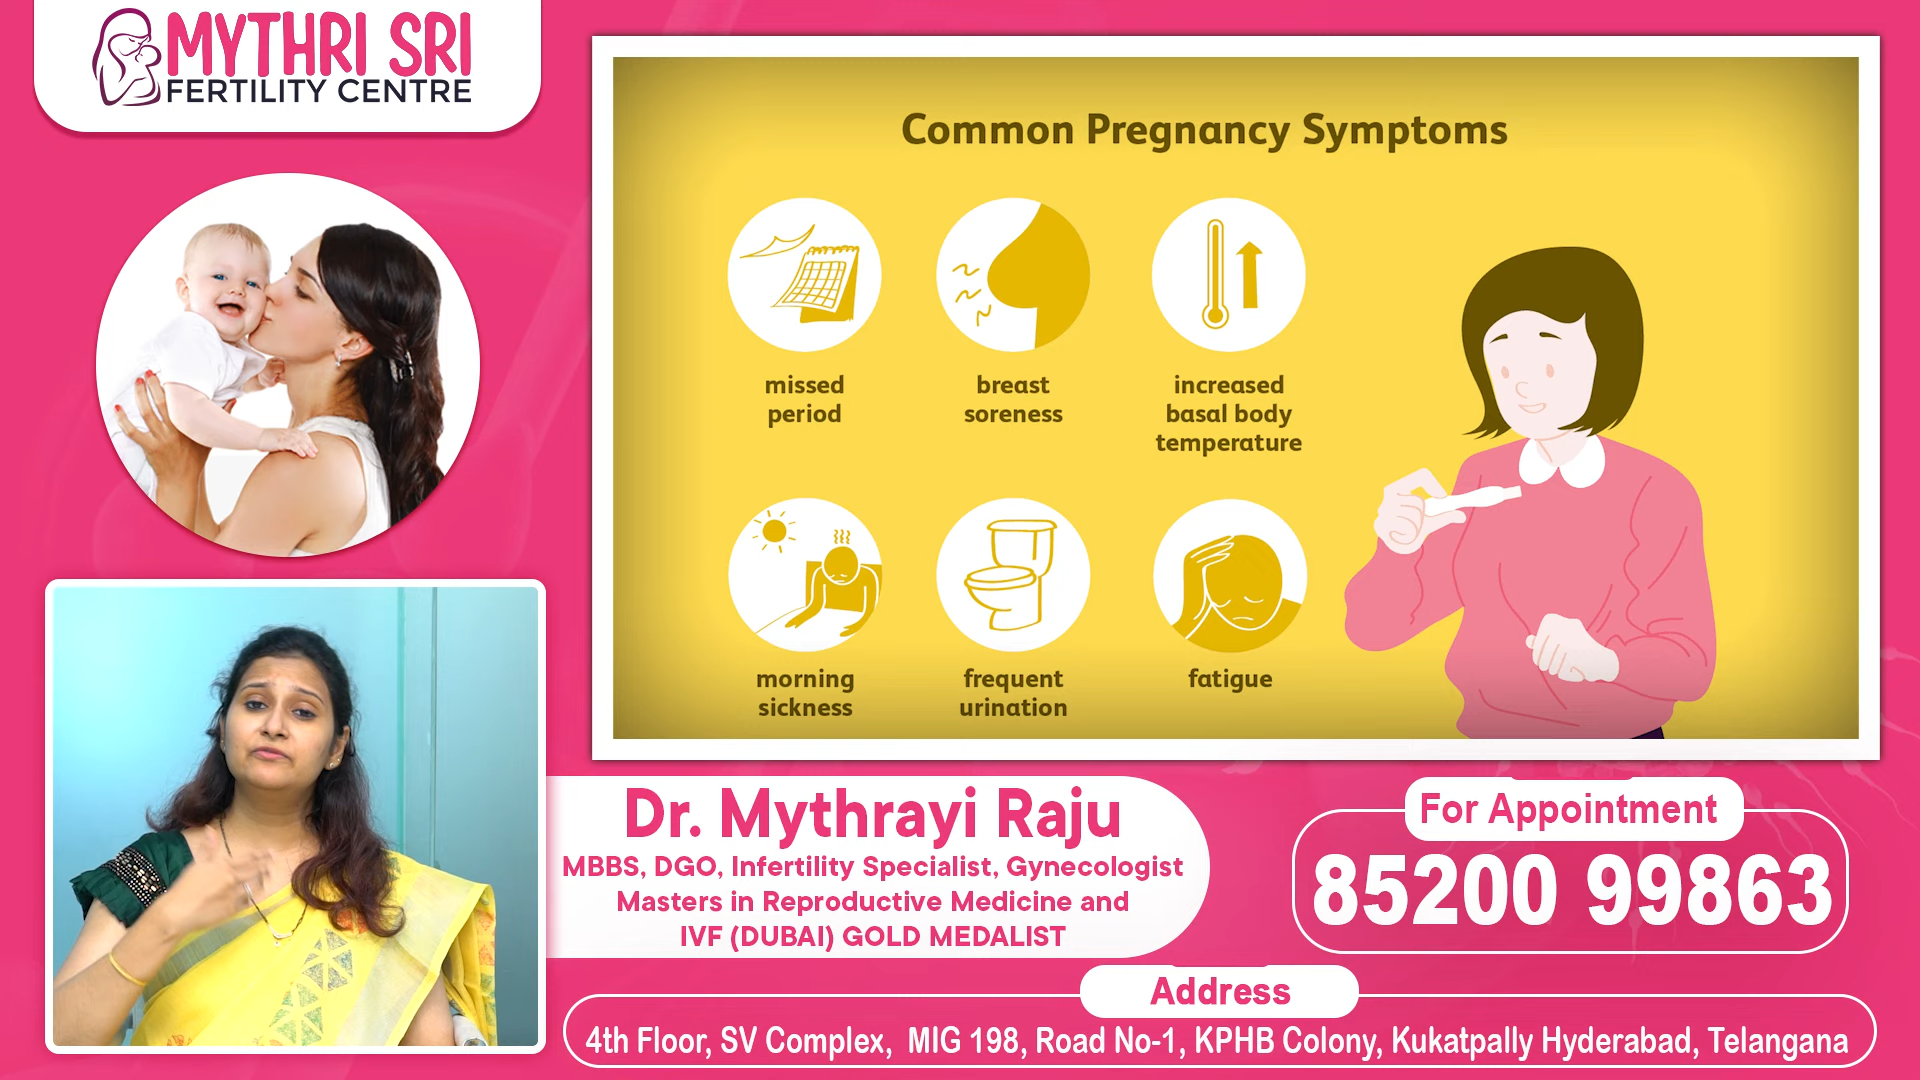 MYTHRI SRI
FERTILITY CENTRE
Common Pregnancy Symptoms
missed
period
breast
soreness
increased
basal body
temperature
morning
sickness
frequent
urination
fatigue
Dr. Mythrayi Raju
MBBS, DGO, Infertility Specialist, Gynecologist
Masters in Reproductive Medicine and
IVF (DUBAI) GOLD MEDALIST
For Appointment
85200 99863
Address
4th Floor, SV Complex, MIG 198, Road No-1, KPHB Colony, Kukatpally Hyderabad, Telangana